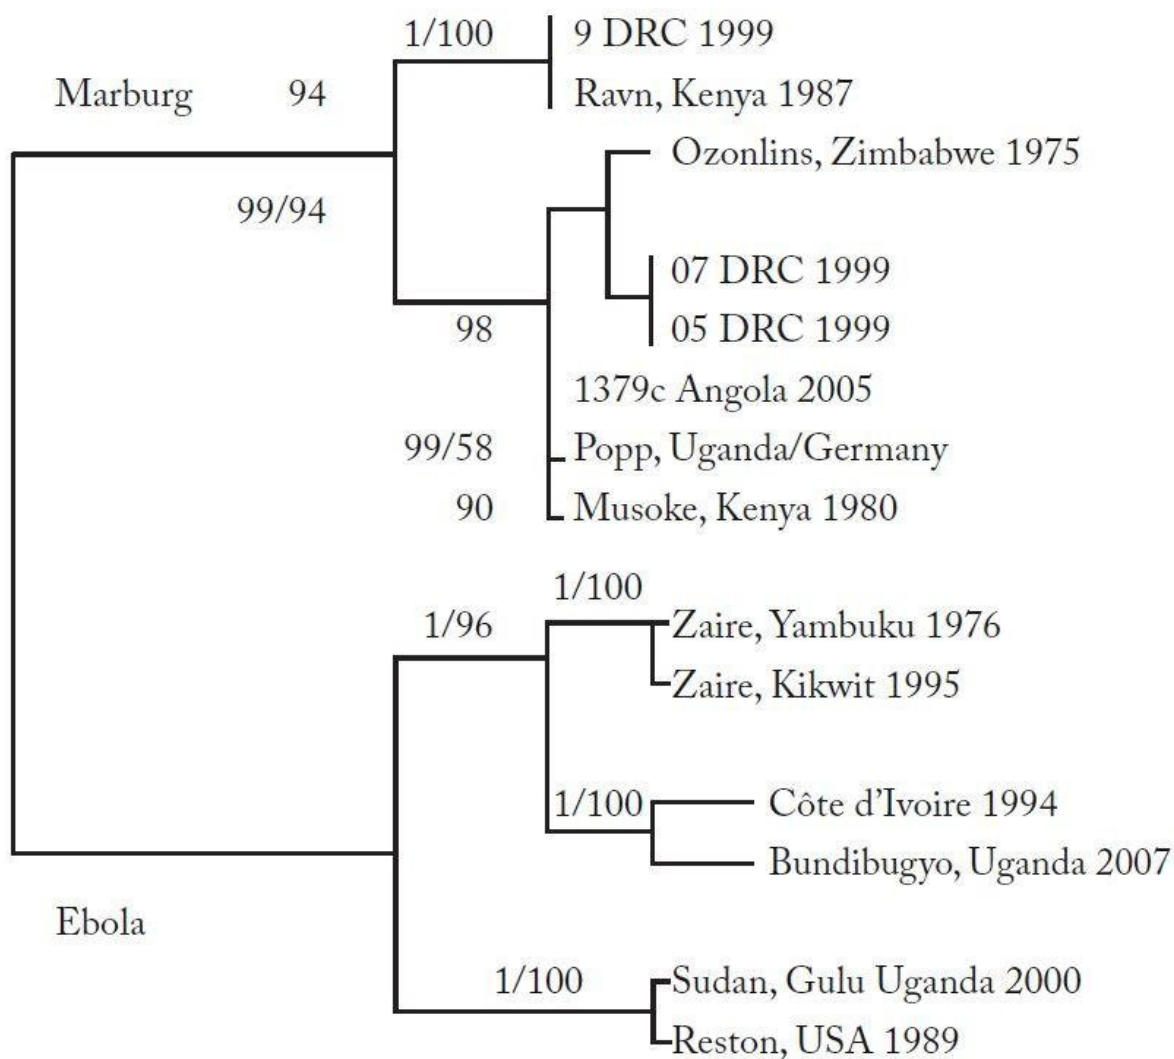 1/100
9 DRC 1999
Marburg 94
Ravn, Kenya 1987
Ozonlins, Zimbabwe 1975
99/94
07 DRC 1999
98
05 DRC 1999
1379c Angola 2005
99/58
Popp, Uganda/Germany
90
Musoke, Kenya 1980
1/100
1/96
Zaire, Yambuku 1976
Zaire, Kikwit 1995
1/100
Côte d’Ivoire 1994
Bundibugyo, Uganda 2007
Ebola
1/100
Sudan, Gulu Uganda 2000
Reston, USA 1989